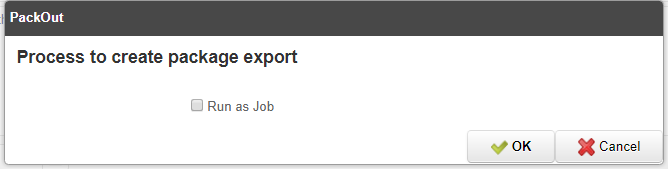 PackOut
Process to create package export
Run as Job
OK
Cancel